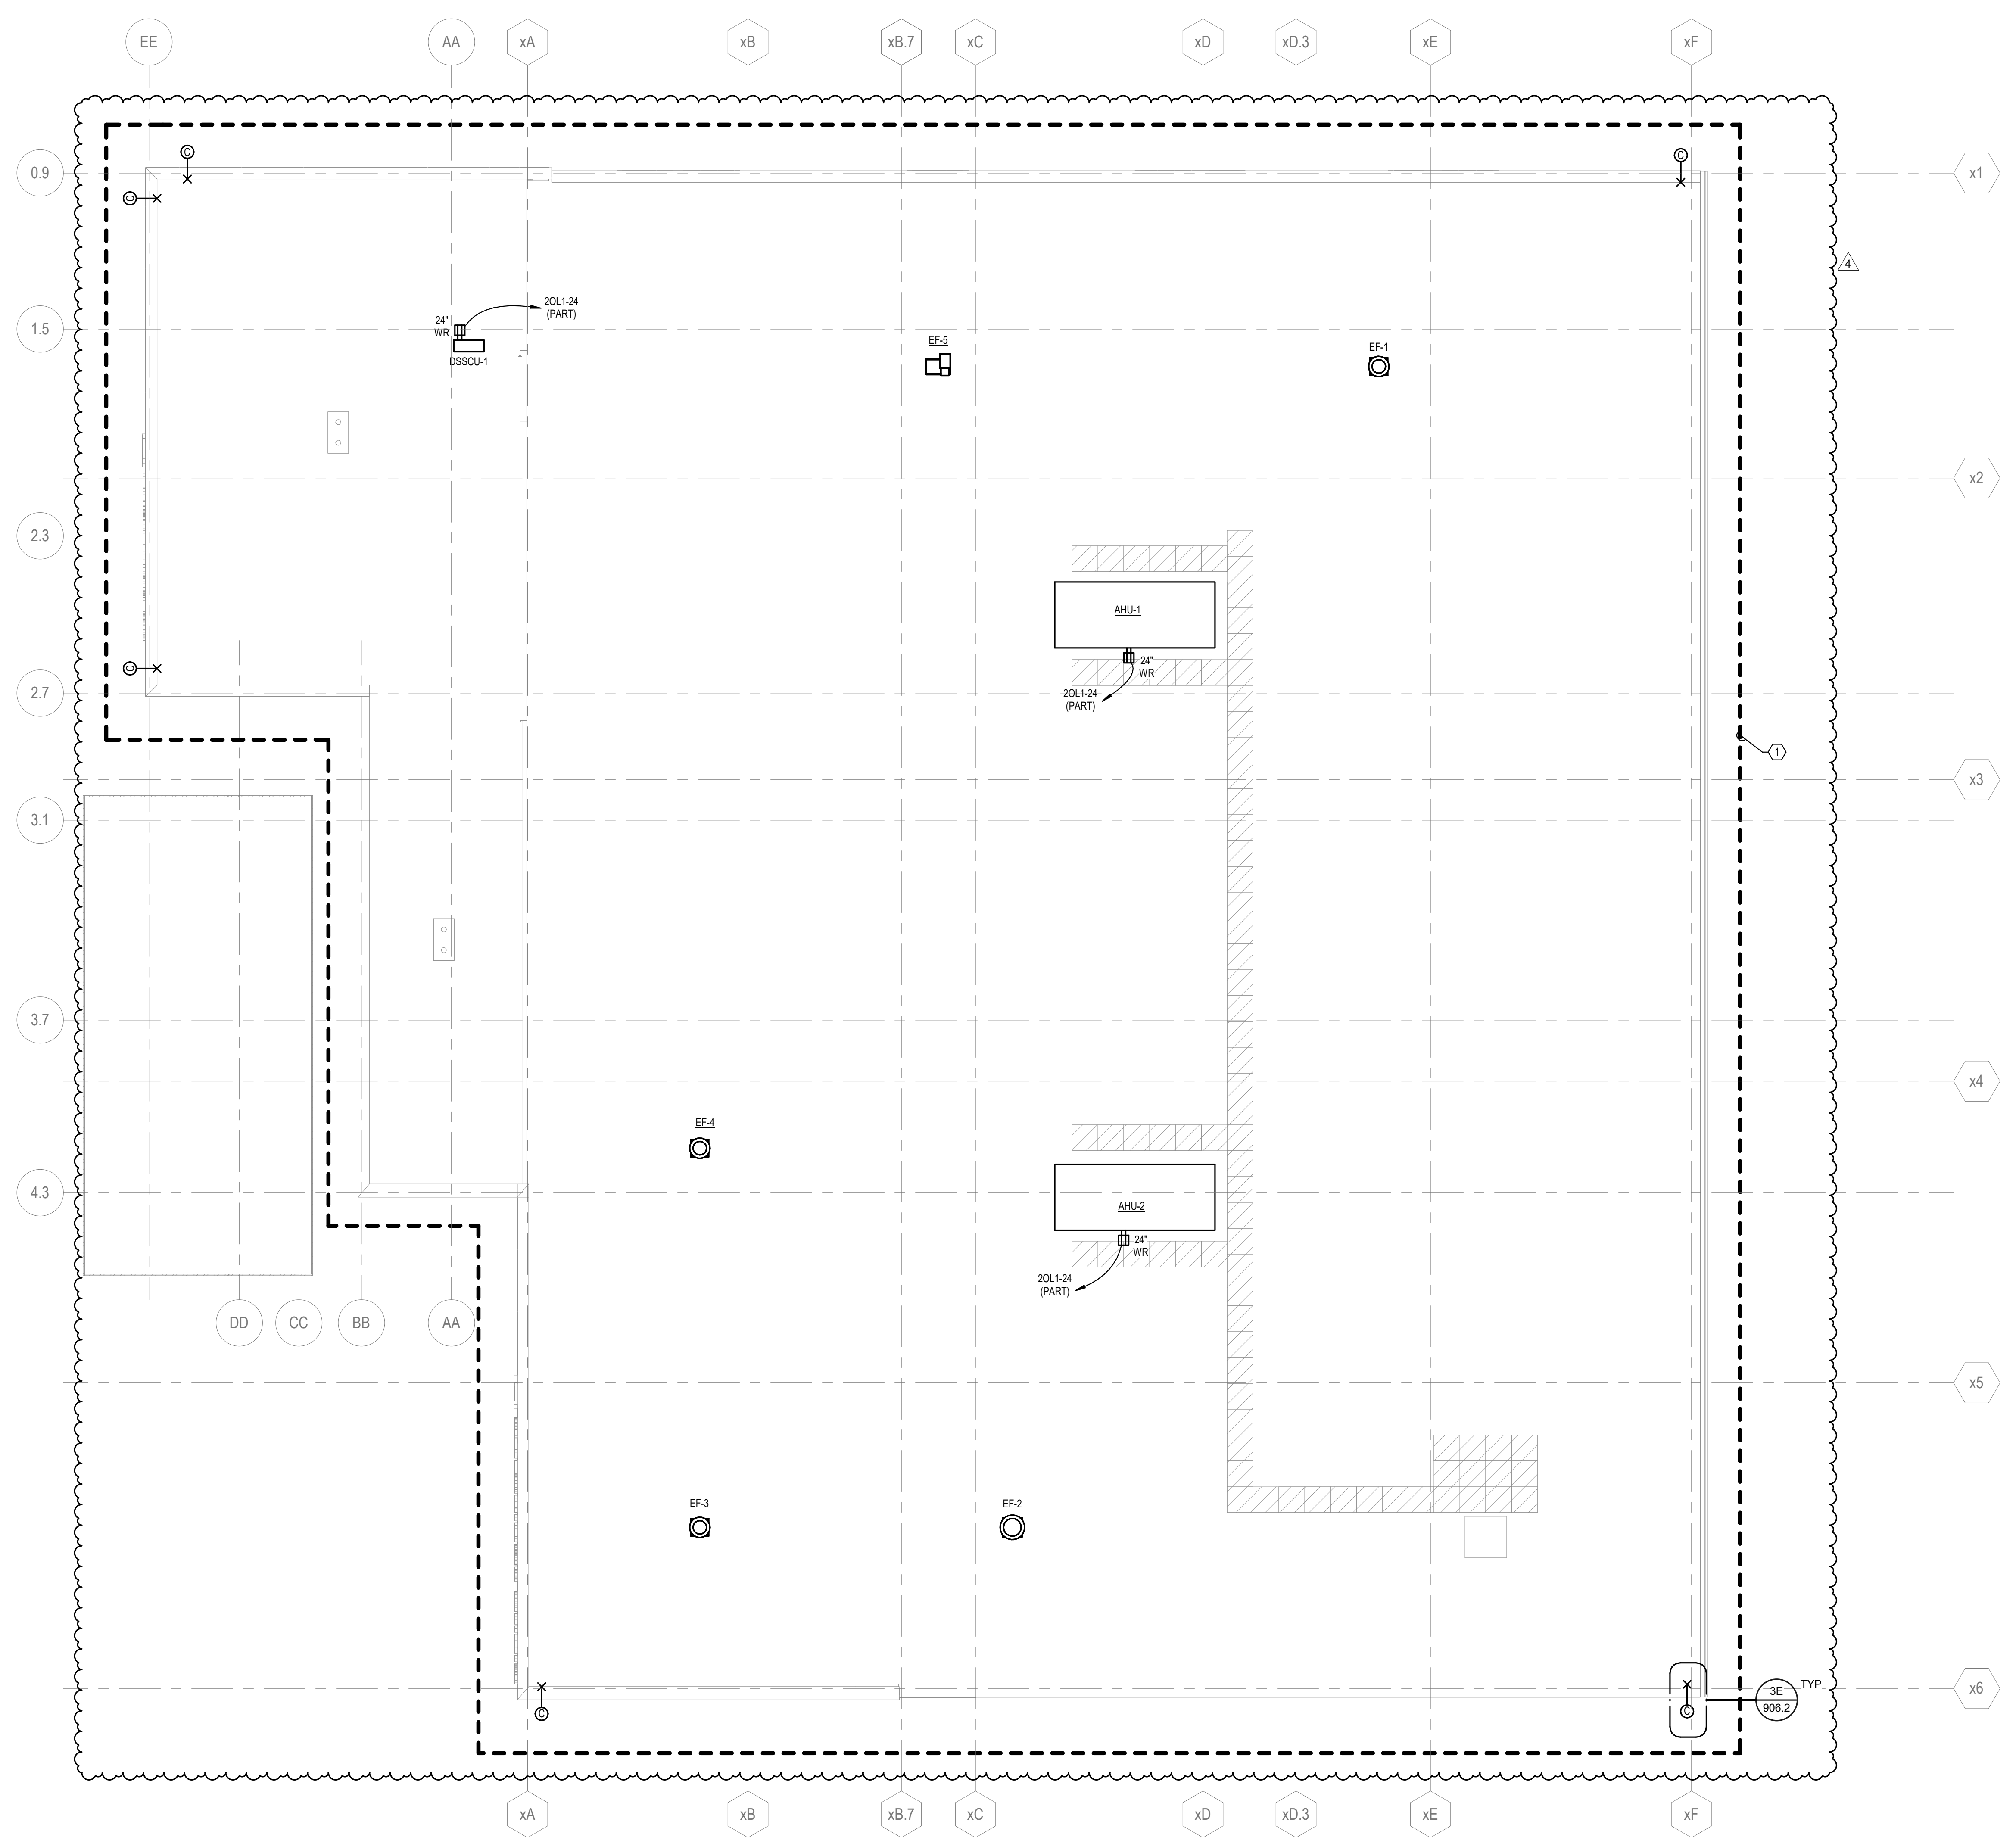 EE
AA
xA
xB
xB.7
xC
xD
xD.3
xE
xF
C
C
0.9
x1
C
4
2OL1-24
(PART)
24"
WR
1.5
DSSCU-1
EF-5
EF-1
x2
2.3
AHU-1
24"
WR
C
2.7
2OL1-24
(PART)
1
x3
3.1
3.7
x4
EF-4
4.3
AHU-2
24"
WR
2OL1-24
(PART)
DD
CC
BB
AA
x5
EF-3
EF-2
3E
906.2
TYP
x6
C
C
xA
xB
xB.7
xC
xD
xD.3
xE
xF